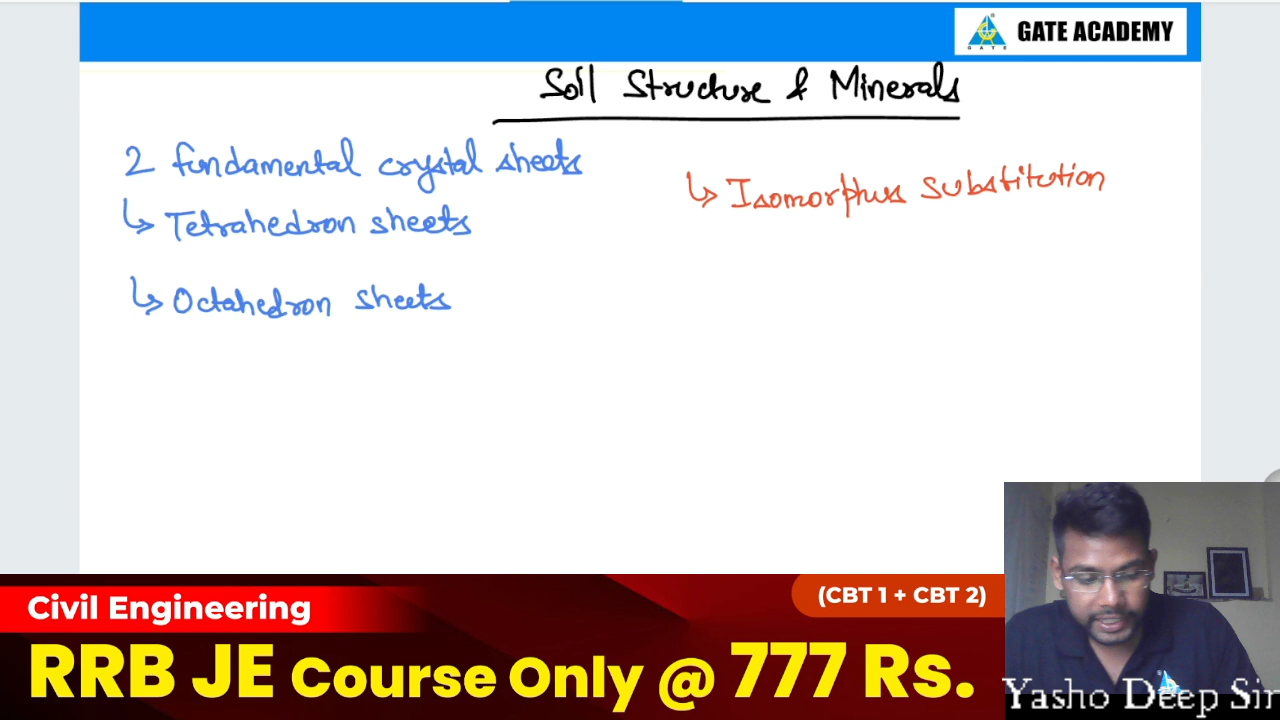 GATE ACADEMY
GATE
Soil Structure & Minerals
2 fundamental crystal sheets
↳ Tetrahedron sheets
↳ Octahedron sheets
↳ Isomorphus substitution
Civil Engineering
(CBT 1 + CBT 2)
RRB JE Course Only @ 777 Rs.
Yasho Deep Sir